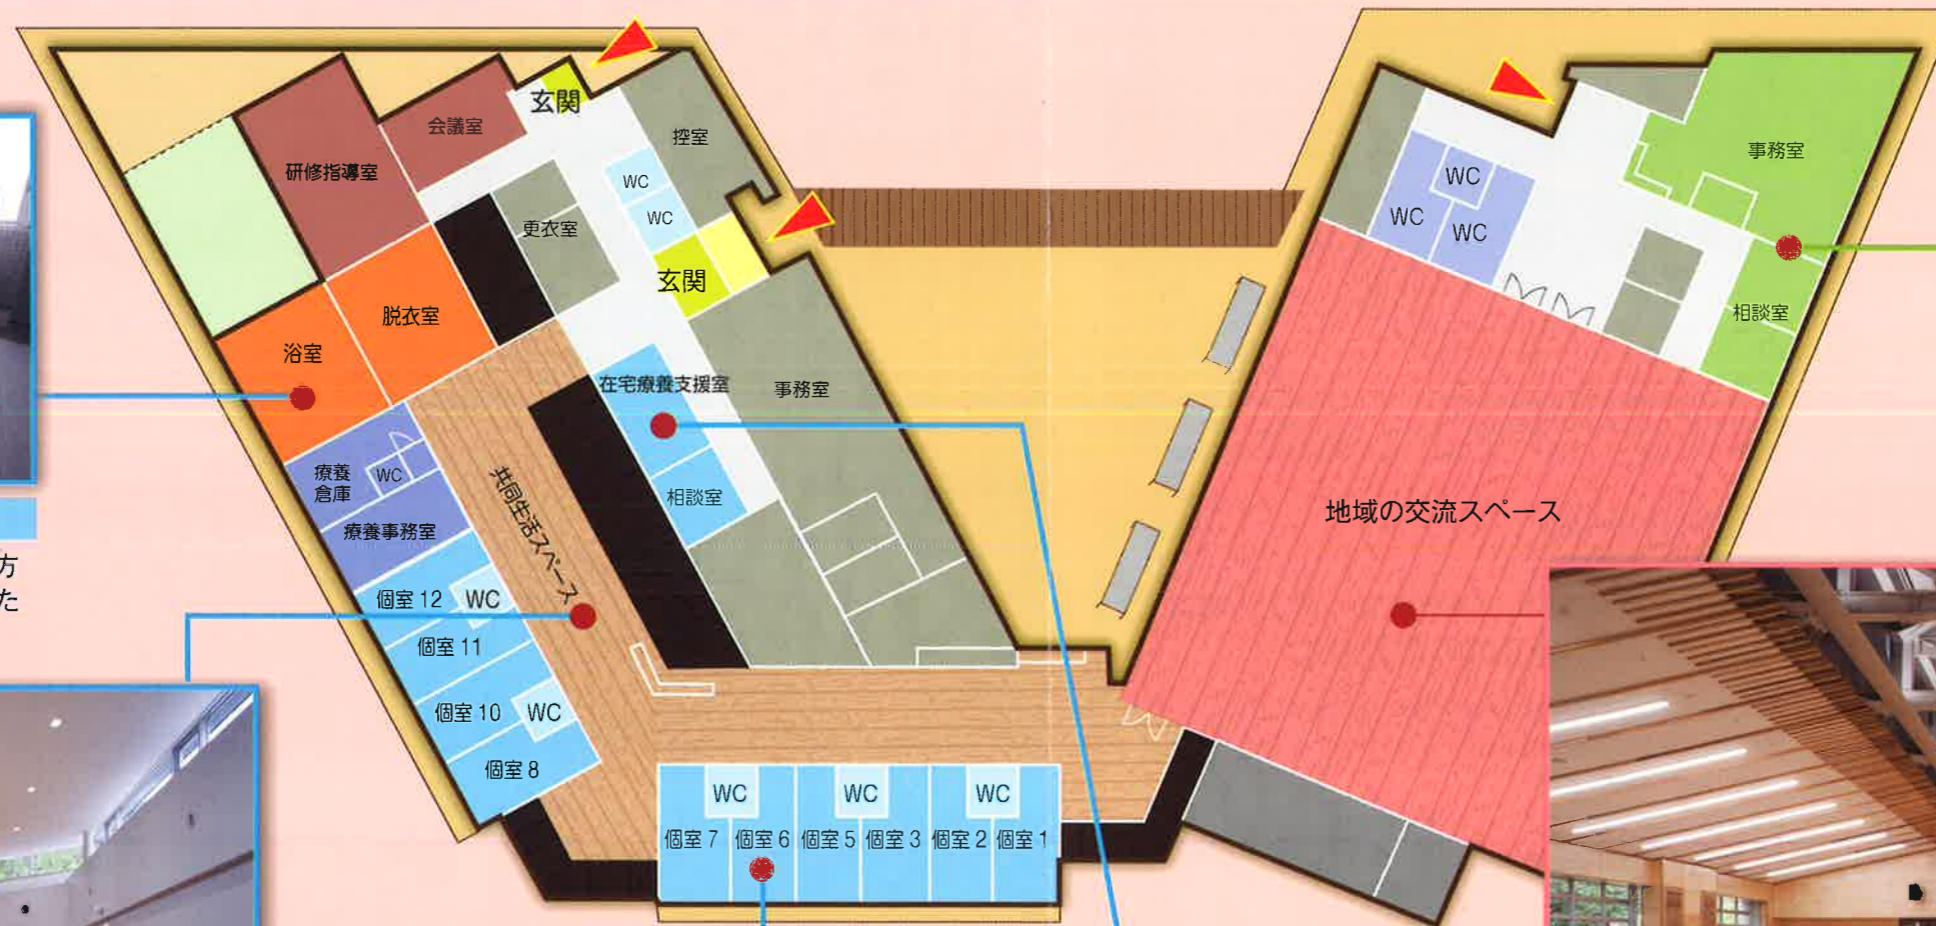 玄関
会議室
研修指導室
控室
WC
WC
更衣室
玄関
脱衣室
浴室
在宅療養支援室
事務室
相談室
療養
倉庫
WC
療養事務室
共同生活スペース
個室 12
WC
個室 11
個室 10
WC
個室 8
WC
WC
WC
個室 7
個室 6
個室 5
個室 3
個室 2
個室 1
WC
WC
WC
事務室
相談室
地域の交流スペース
方
た